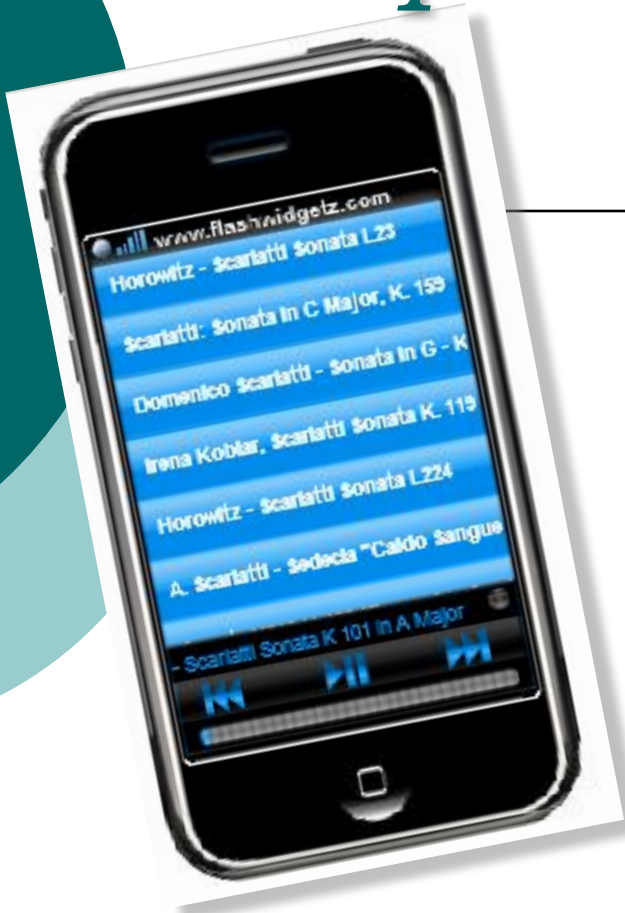 www.flashwidgetz.com
Horowitz - Scarlatti Sonata L23
Scarlatti: Sonata in C Major, K. 159
Domenico Scarlatti - Sonata in G - K
Irena Koblar, Scarlatti Sonata K. 119
Horowitz - Scarlatti Sonata L224
A. Scarlatti - Sedecia "Caldo Sangue
- Scarlatti Sonata K 101 in A Major